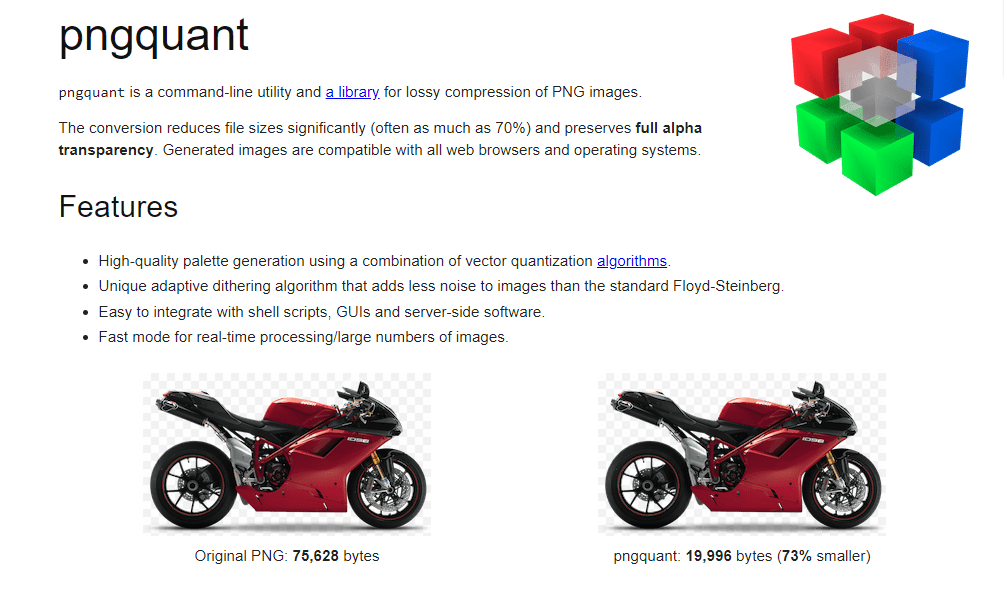 pngquant
pngquant is a command-line utility and a library for lossy compression of PNG images.
The conversion reduces file sizes significantly (often as much as 70%) and preserves full alpha
transparency. Generated images are compatible with all web browsers and operating systems.
Features
• High-quality palette generation using a combination of vector quantization algorithms.
• Unique adaptive dithering algorithm that adds less noise to images than the standard Floyd-Steinberg.
• Easy to integrate with shell scripts, GUIs and server-side software.
• Fast mode for real-time processing/large numbers of images.
Original PNG: 75,628 bytes
pngquant: 19,996 bytes (73% smaller)